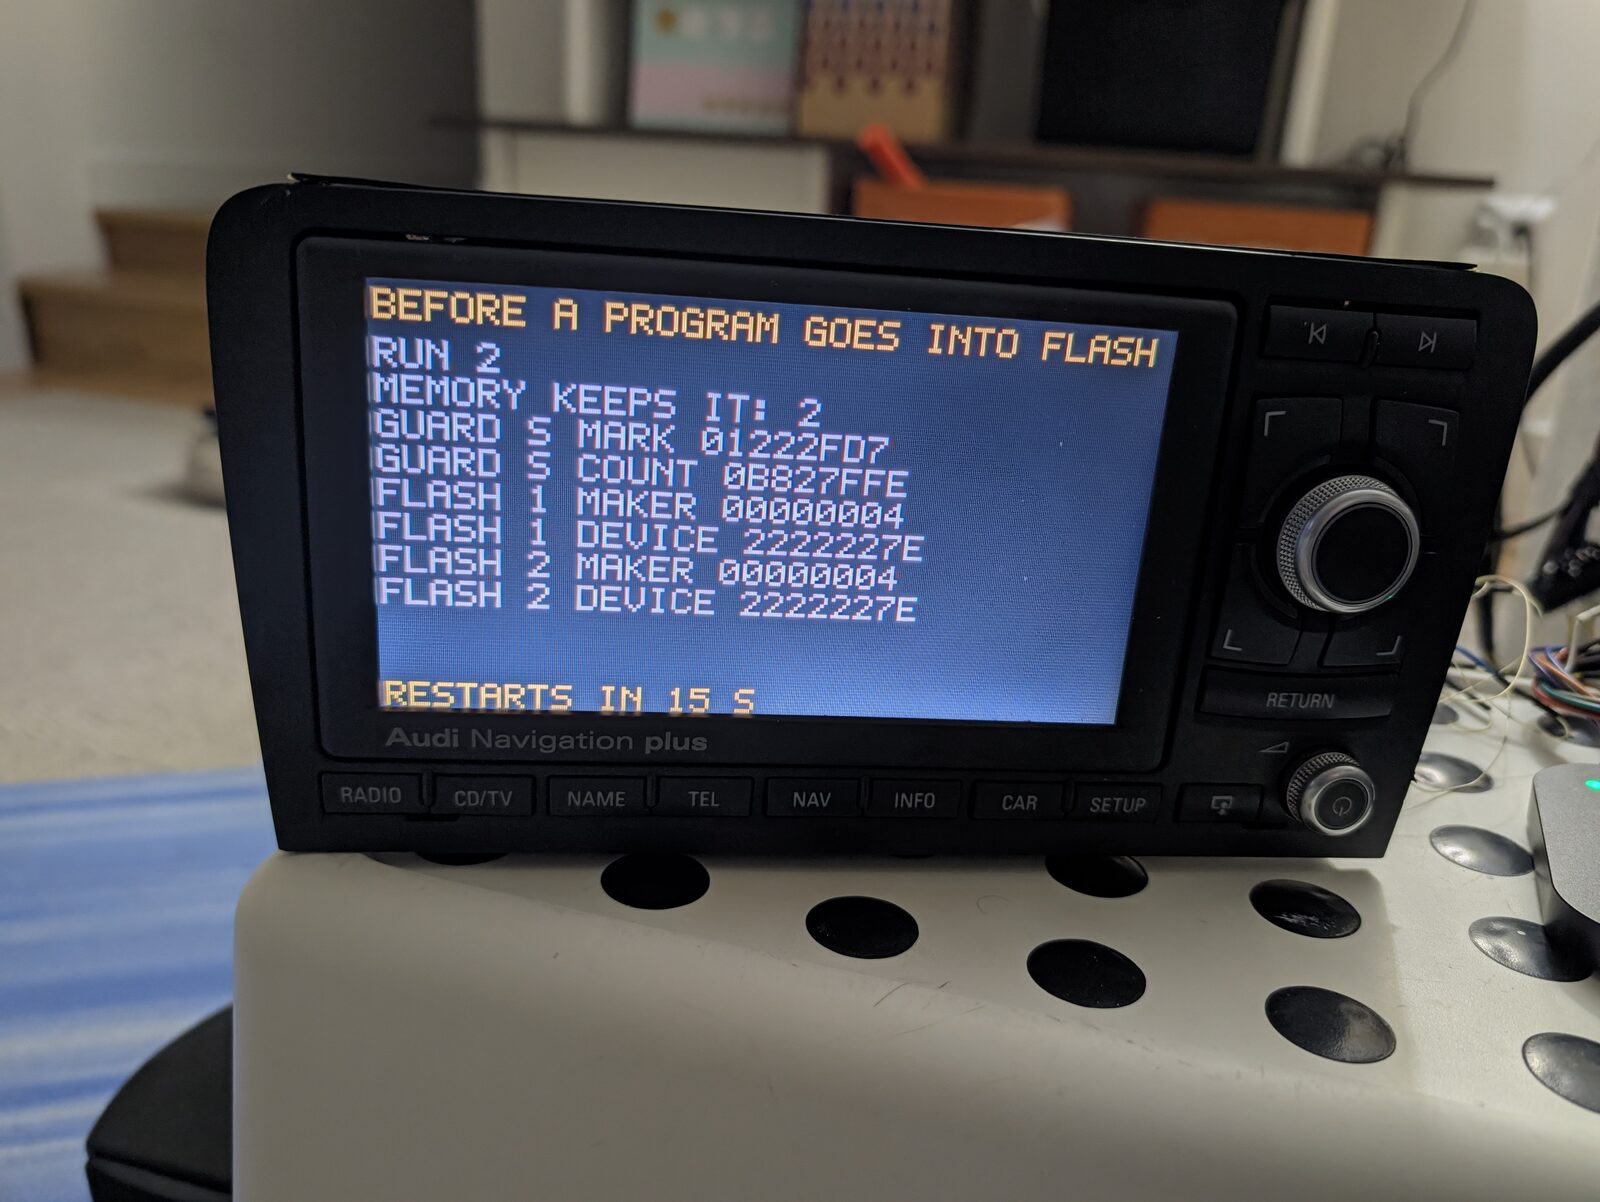 BEFORE A PROGRAM GOES INTO FLASH
RUN 2
MEMORY KEEPS IT: 2
GUARD S MARK 01222FD7
GUARD S COUNT 0B827FFE
FLASH 1 MAKER 00000004
FLASH 1 DEVICE 2222227E
FLASH 2 MAKER 00000004
FLASH 2 DEVICE 2222227E
RESTARTS IN 15 S
Audi Navigation plus
RETURN
RADIO CD/TV NAME TEL NAV INFO CAR SETUP